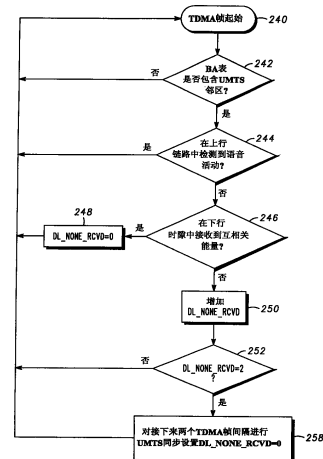 TDMA帧起始
240
BA表
是否包含UMTS
邻区?
242
否
是
在上行
链路中检测到语音
活动?
244
是
否
在下行
时隙中接收到互相关
能量?
246
248
是
DL_NONE_RCVD=0
否
增加
DL_NONE_RCVD
250
252
否
DL_NONE_RCVD=2
?
是
对接下来两个TDMA帧间隔进行
UMTS同步设置DL_NONE_RCVD=0
258